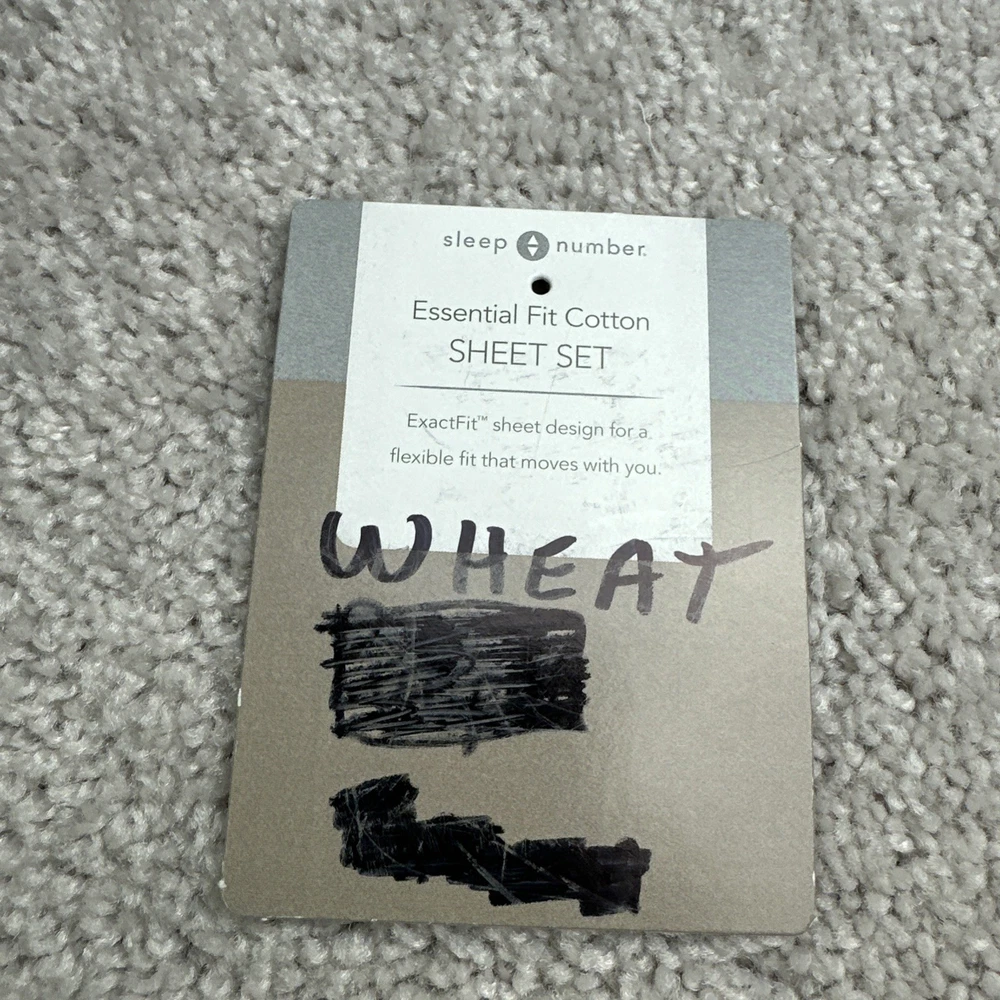 sleep number.
Essential Fit Cotton
SHEET SET
ExactFit™ sheet design for a
flexible fit that moves with you.
WHEAT